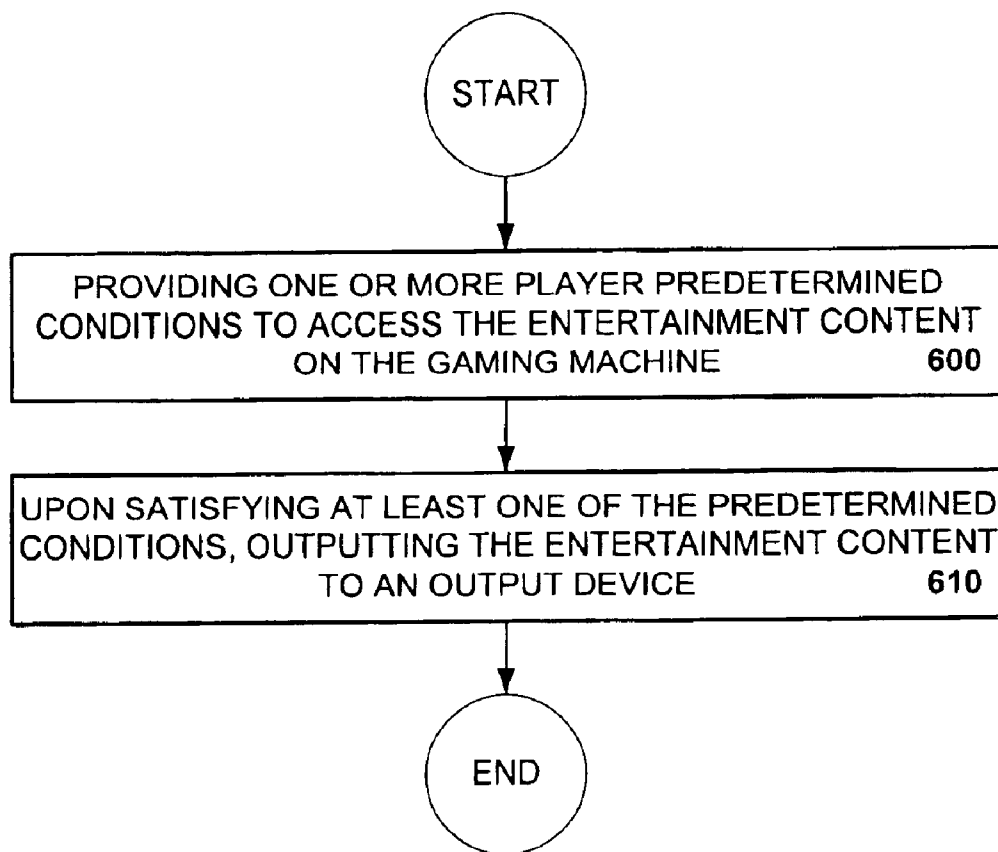 START
PROVIDING ONE OR MORE PLAYER PREDETERMINED
CONDITIONS TO ACCESS THE ENTERTAINMENT CONTENT
ON THE GAMING MACHINE 600
UPON SATISFYING AT LEAST ONE OF THE PREDETERMINED
CONDITIONS, OUTPUTTING THE ENTERTAINMENT CONTENT
TO AN OUTPUT DEVICE 610
END